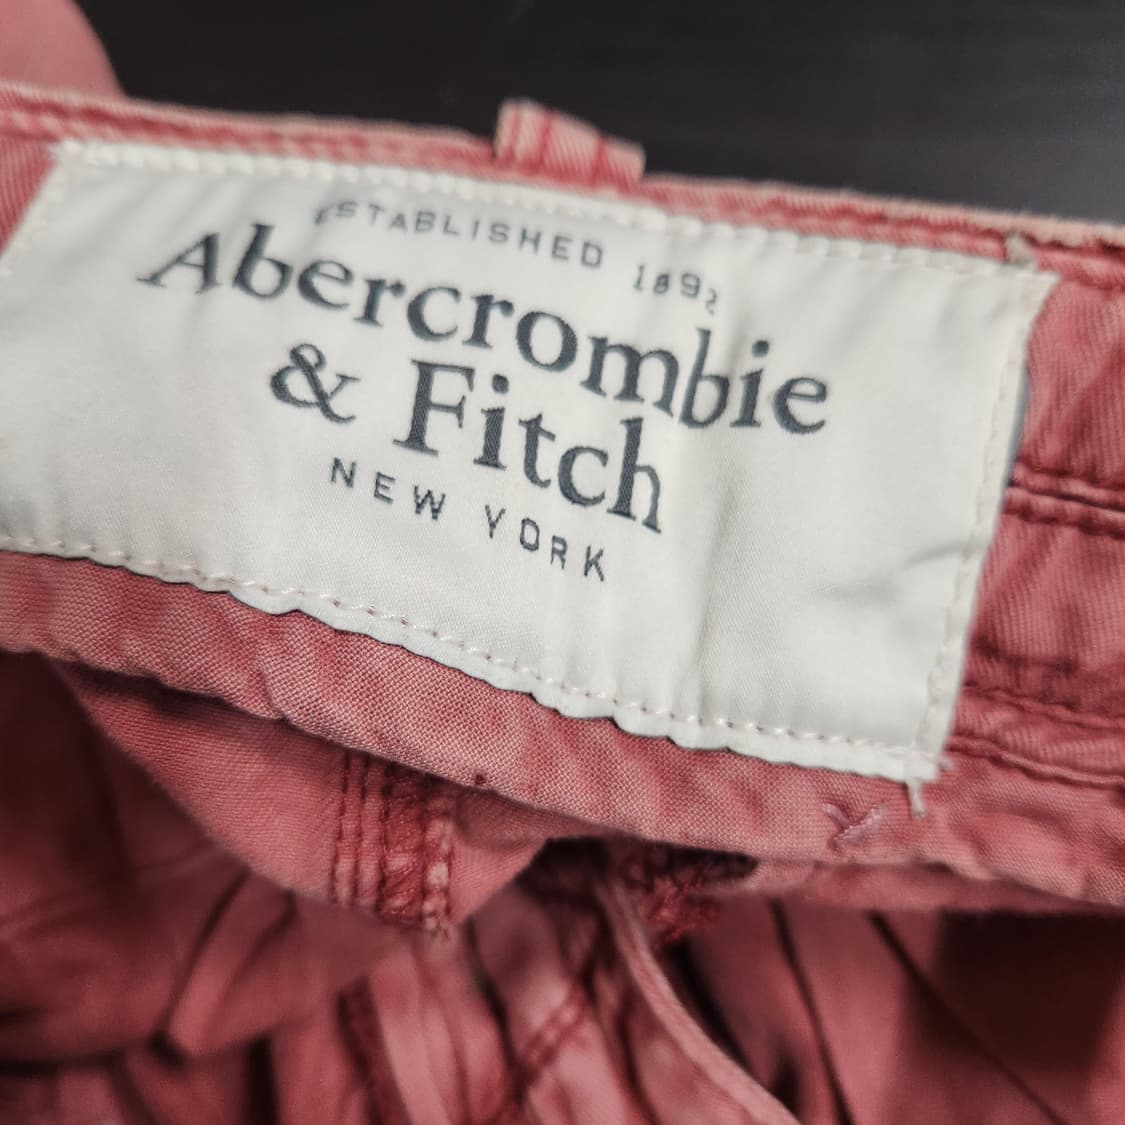 ESTABLISHED 1892
Abercrombie
& Fitch
NEW YORK